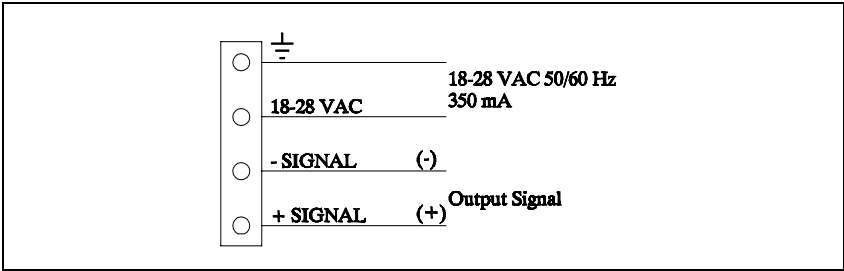 18-28 VAC 50/60 Hz
350 mA
18-28 VAC
- SIGNAL (-)
Output Signal
+ SIGNAL (+)